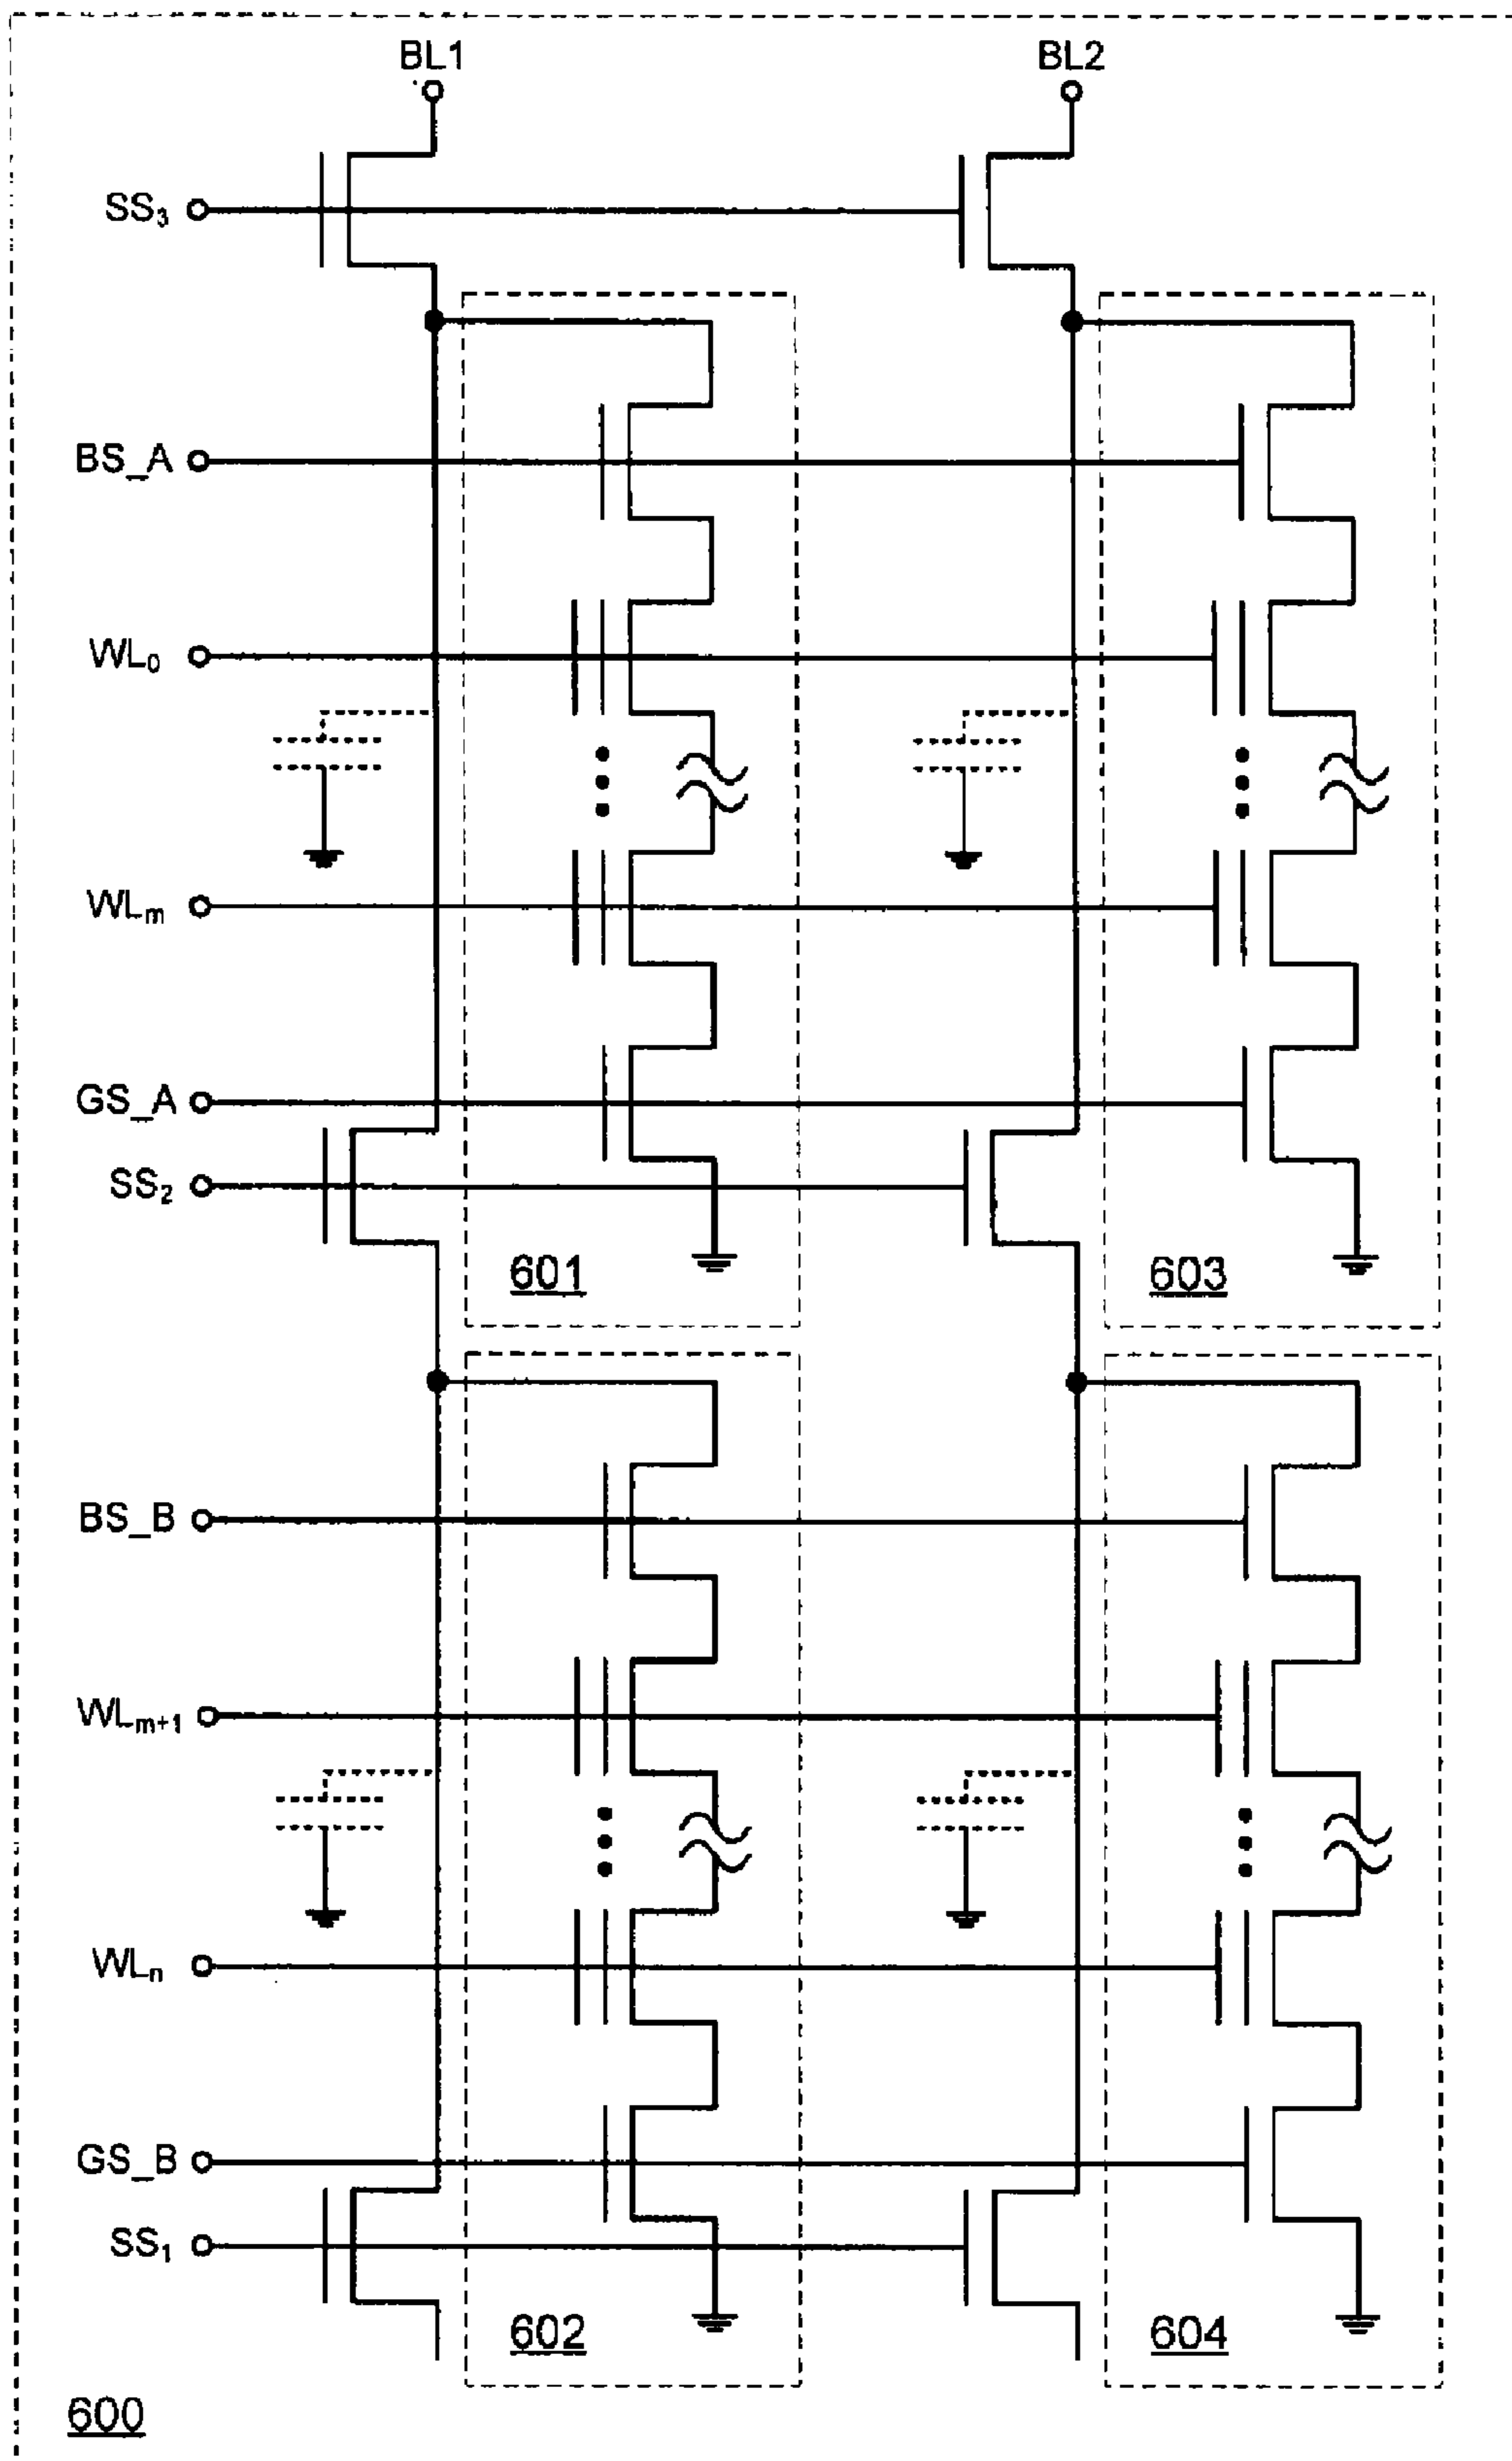 BL1 BL2
SS₃
BS_A
WL₀
WLₘ
GS_A
SS₂
601 603
BS_B
WLₘ₊₁
WLₙ
GS_B
SS₁
602 604
600